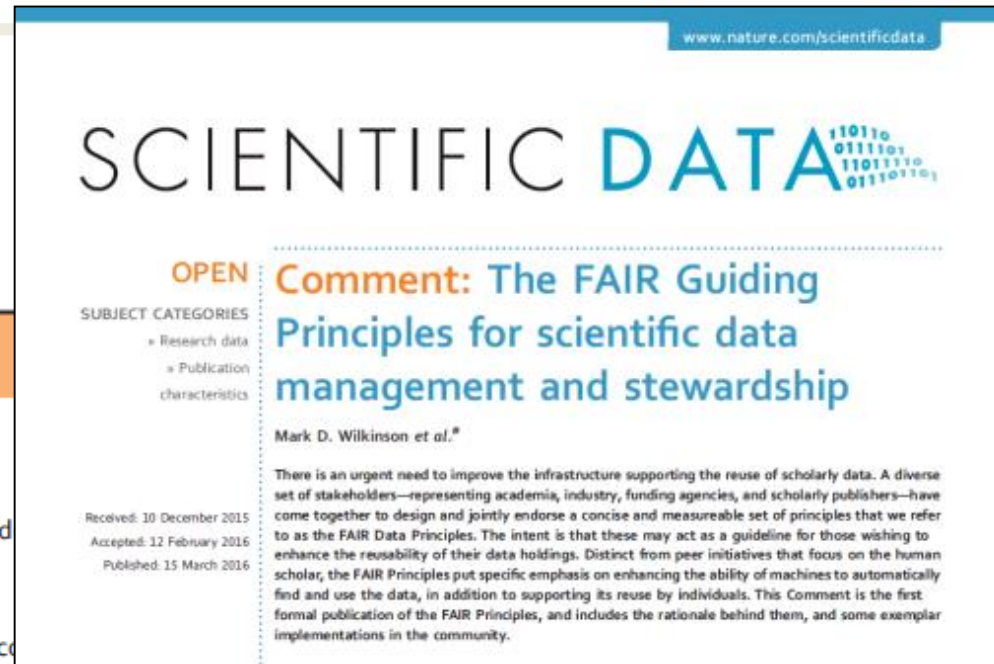 www.nature.com/scientificdata
SCIENTIFIC DATA
110110
0111101
11011110
011101101
OPEN
SUBJECT CATEGORIES
» Research data
» Publication
characteristics
Received: 10 December 2015
Accepted: 12 February 2016
Published: 15 March 2016
Comment: The FAIR Guiding
Principles for scientific data
management and stewardship
Mark D. Wilkinson et al.#
There is an urgent need to improve the infrastructure supporting the reuse of scholarly data. A diverse
set of stakeholders—representing academia, industry, funding agencies, and scholarly publishers—have
come together to design and jointly endorse a concise and measureable set of principles that we refer
to as the FAIR Data Principles. The intent is that these may act as a guideline for those wishing to
enhance the reusability of their data holdings. Distinct from peer initiatives that focus on the human
scholar, the FAIR Principles put specific emphasis on enhancing the ability of machines to automatically
find and use the data, in addition to supporting its reuse by individuals. This Comment is the first
formal publication of the FAIR Principles, and includes the rationale behind them, and some exemplar
implementations in the community.